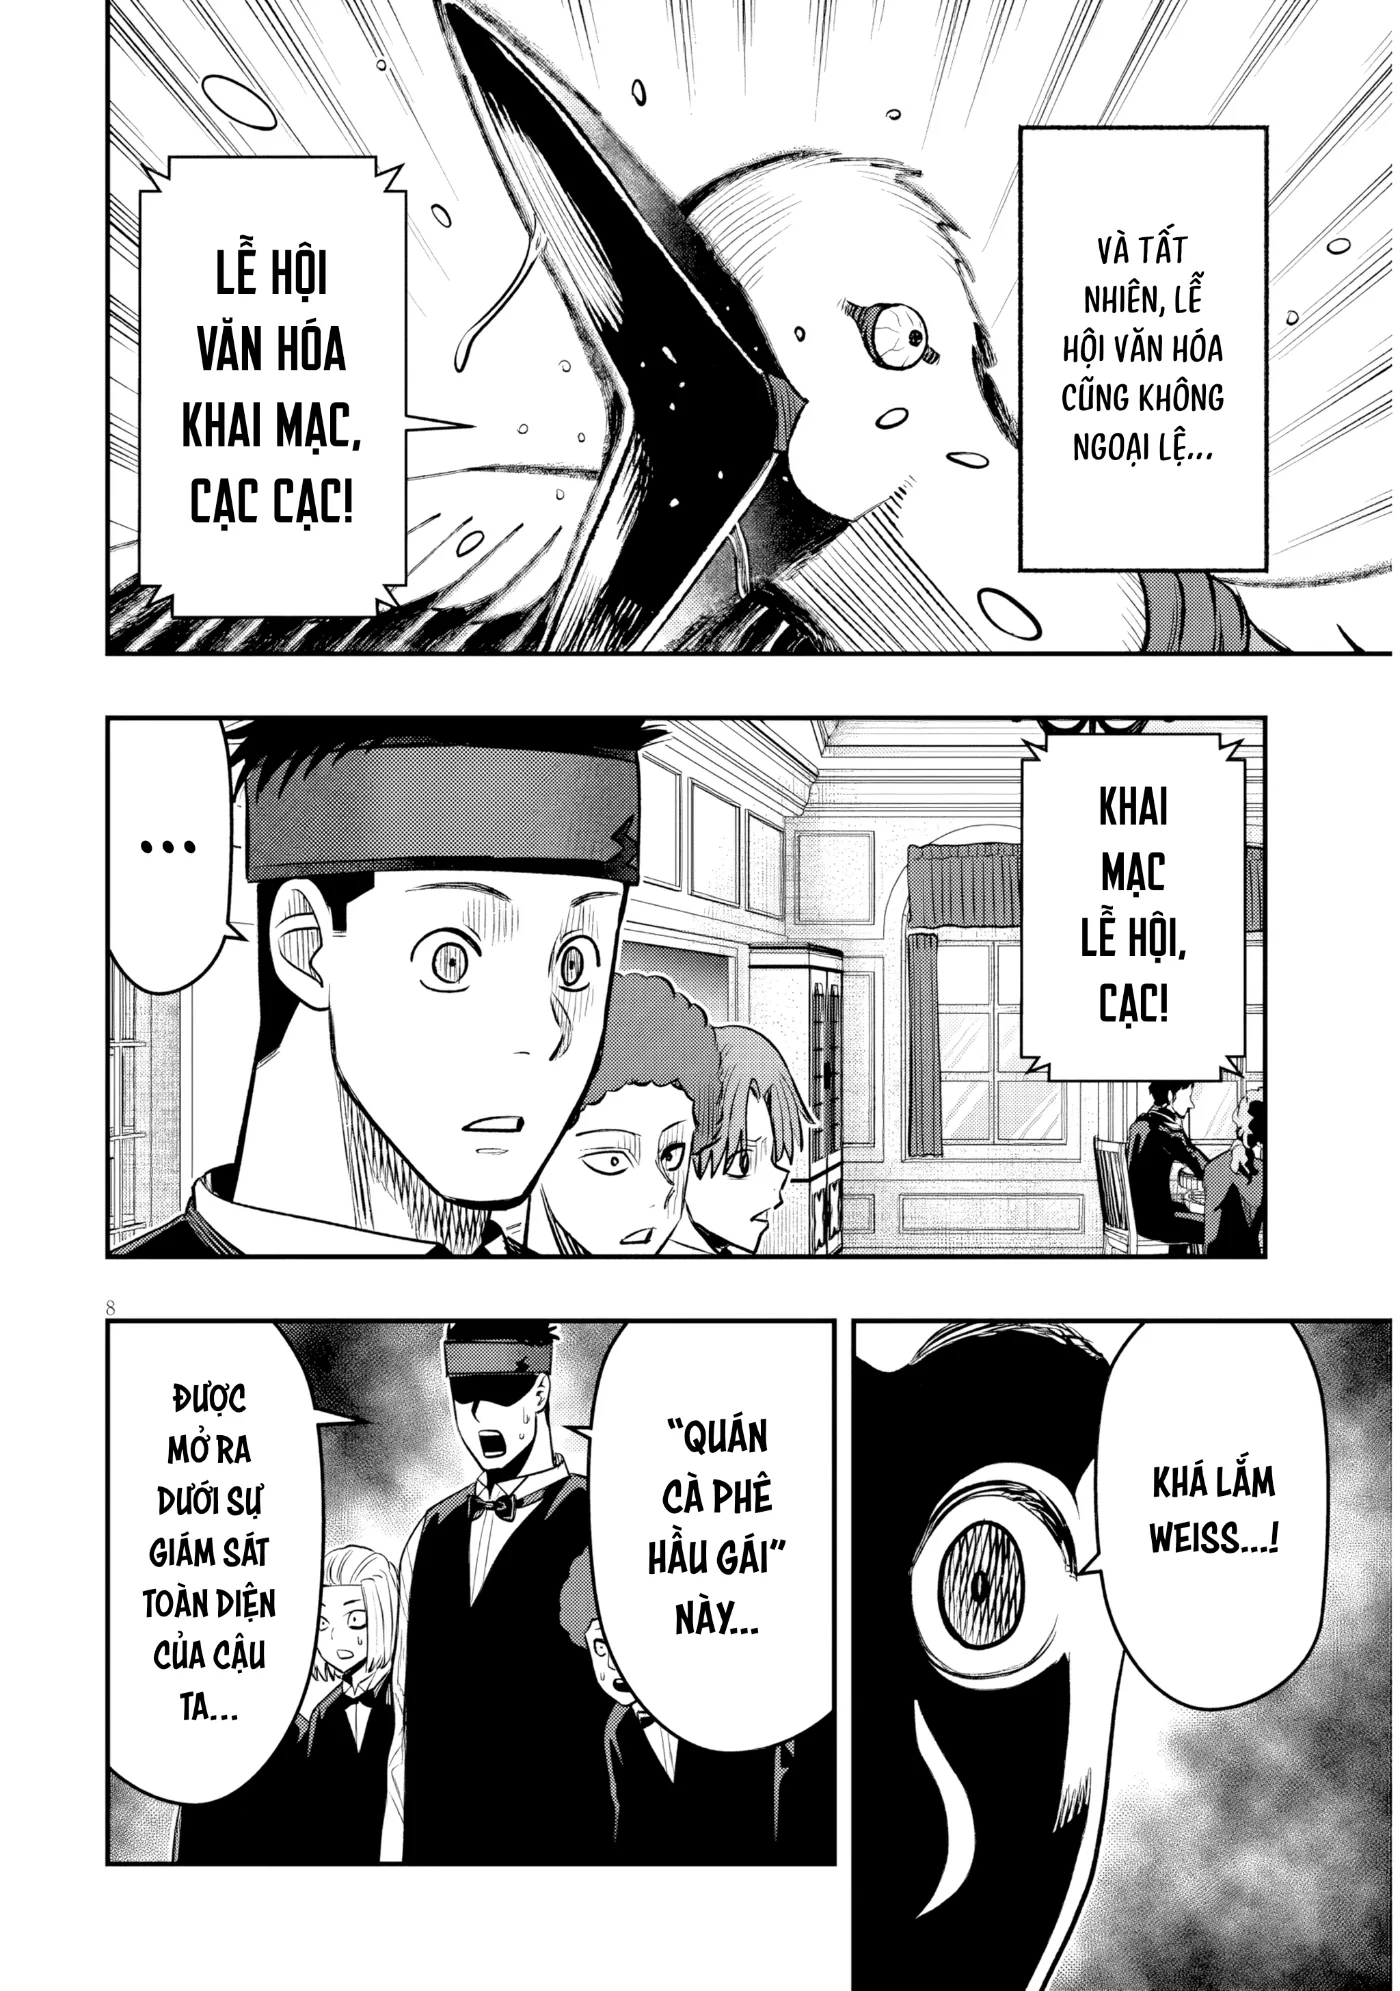 VÀ TẤT
NHIÊN, LỄ
HỘI VĂN HÓA
CŨNG KHÔNG
NGOẠI LỆ...
LỄ HỘI
VĂN HÓA
KHAI MẠC,
CẠC CẠC!
KHAI
MẠC
LỄ HỘI,
CẠC!
...
8
KHÁ LẮM
WEISS...!
“QUÁN
CÀ PHÊ
HẦU GÁI”
NÀY...
ĐƯỢC
MỞ RA
DƯỚI SỰ
GIÁM SÁT
TOÀN DIỆN
CỦA CẬU
TA...